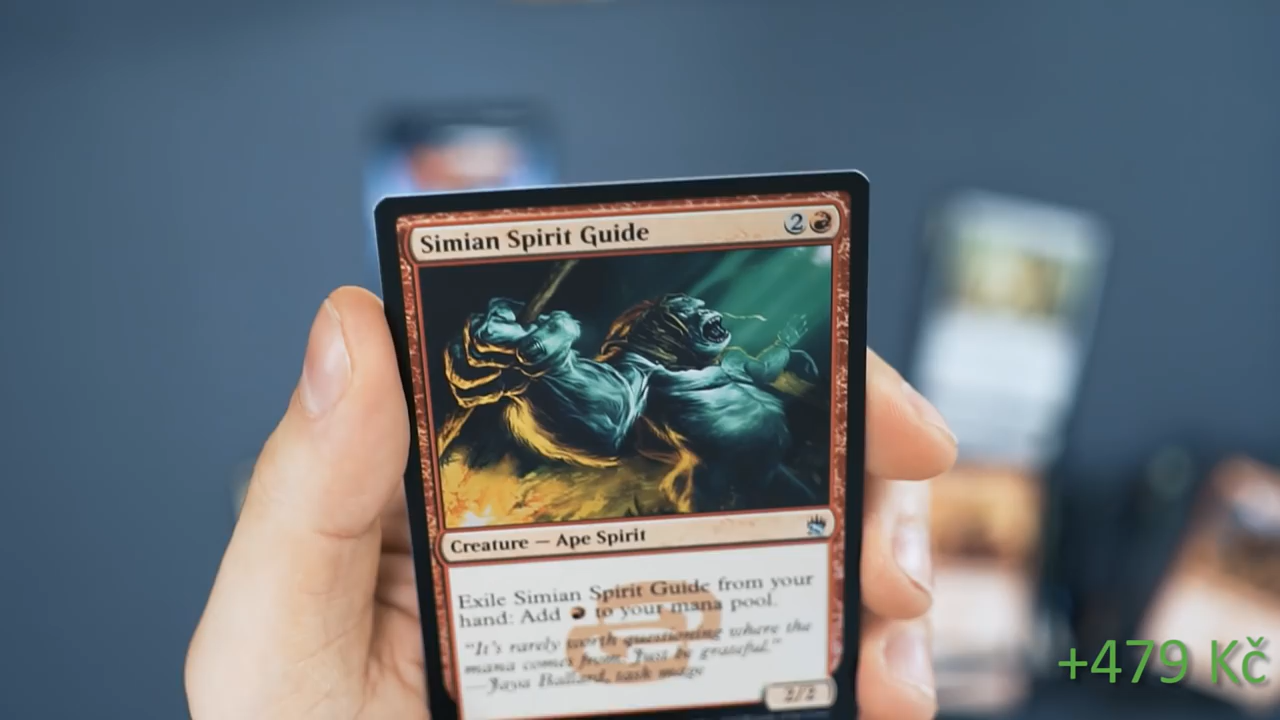 Simian Spirit Guide 2
Creature — Ape Spirit
Exile Simian Spirit Guide from your
hand: Add to your mana pool.
"It's rarely worth questioning where the
mana comes from. Just be grateful."
—Jaya Ballard, task mage
2/2
+479 Kč